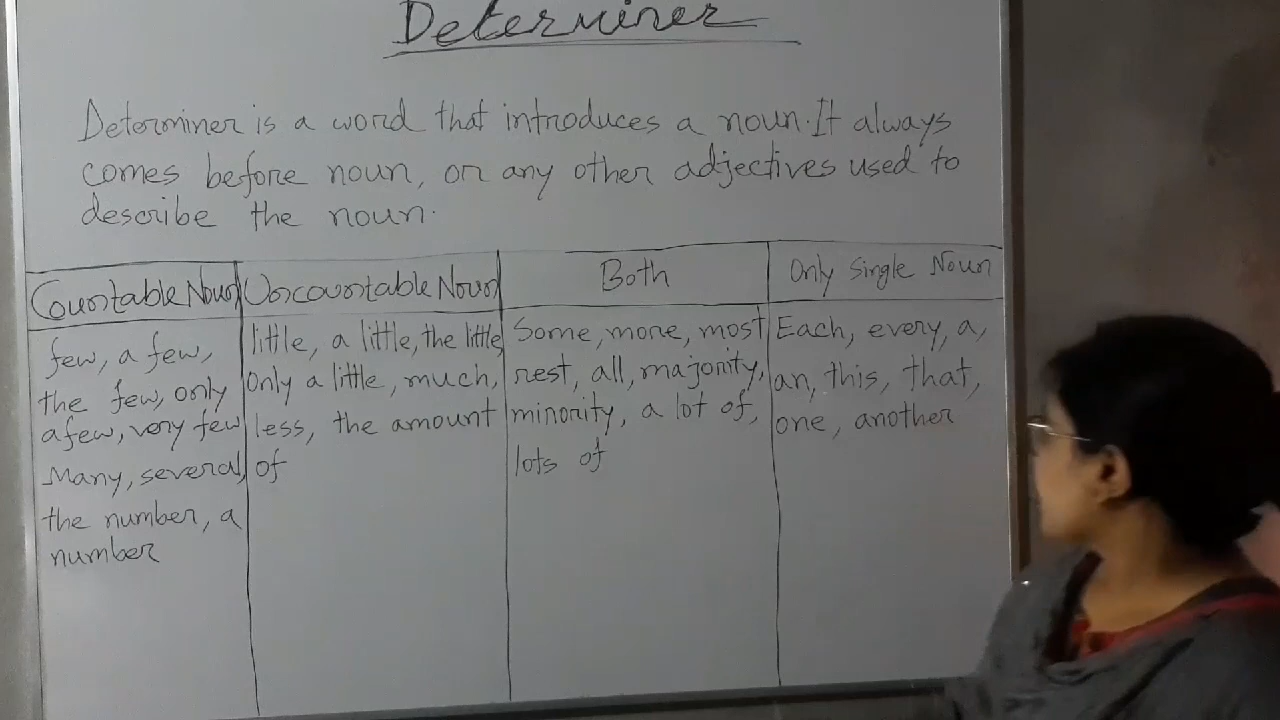 Determiner
Determiner is a word that introduces a noun. It always
comes before noun, or any other adjectives used to
describe the noun.
Countable Noun
few, a few,
the few, only
a few, very few
Many, several,
the number, a
number
Uncountable Noun
little, a little, the little,
Only a little, much,
less, the amount
of
Both
Some, more, most
rest, all, majority,
minority, a lot of,
lots of
Only Single Noun
Each, every, a,
an, this, that,
one, another